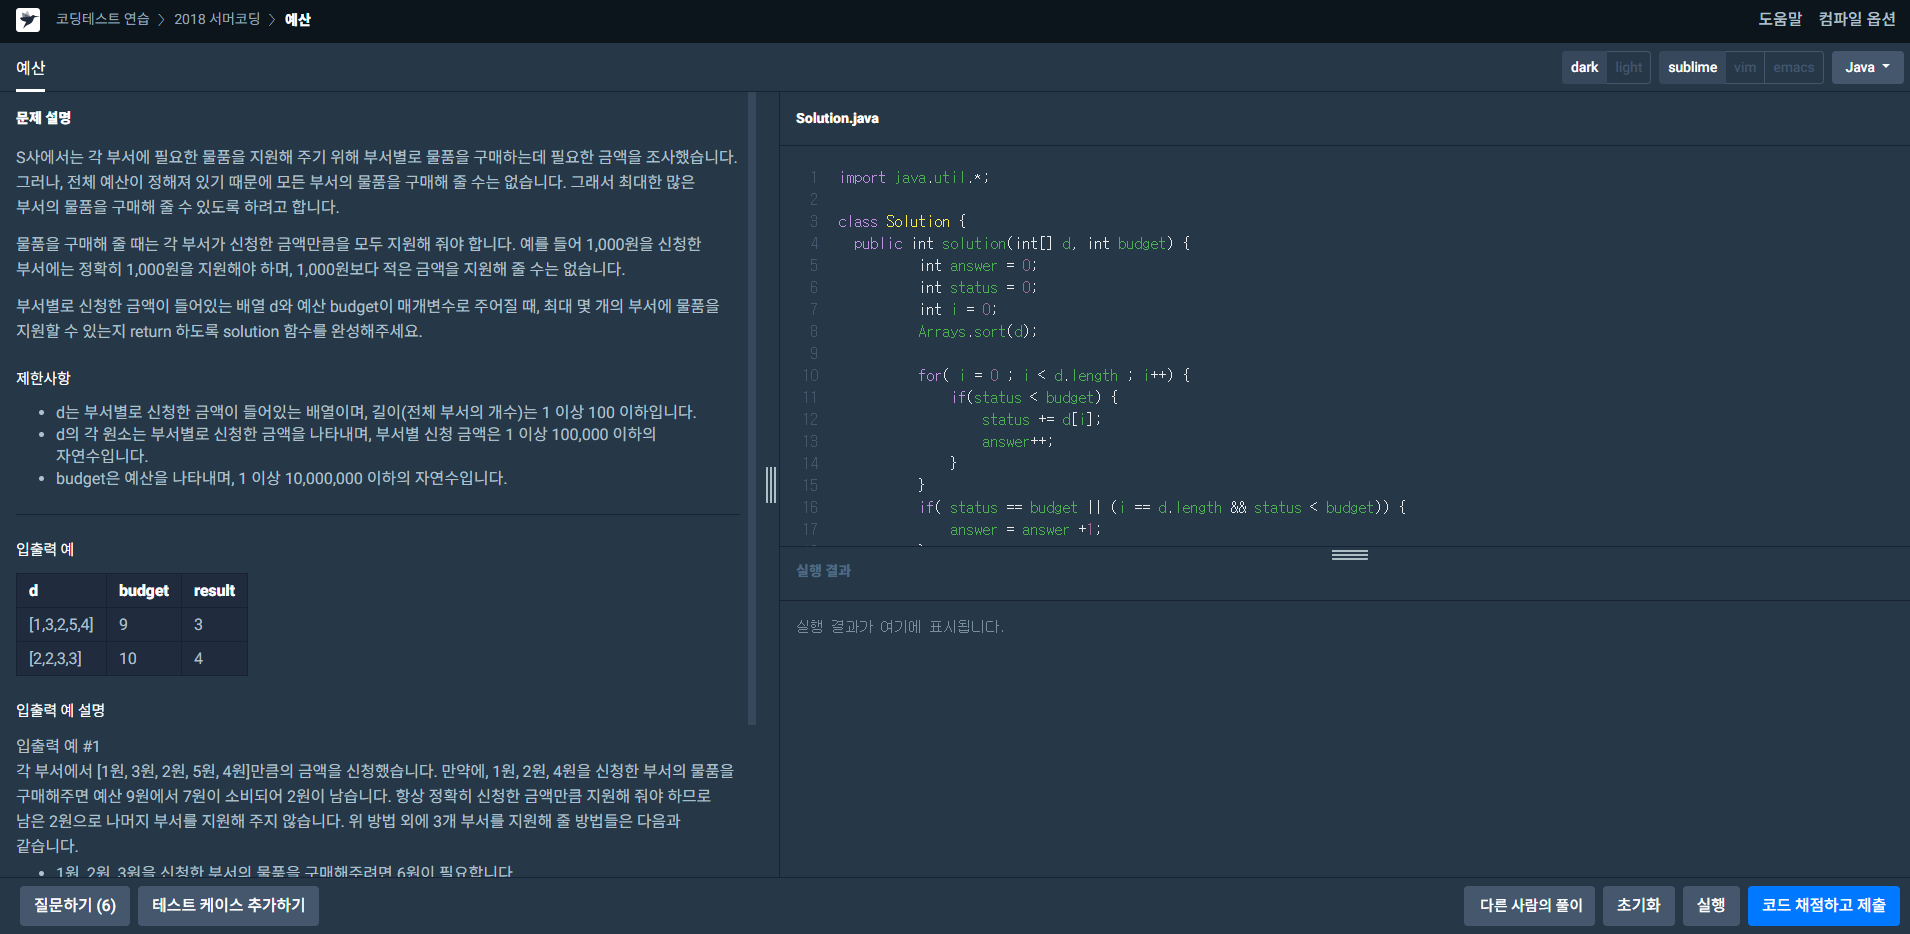 코딩테스트 연습 > 2018 서머코딩 > 예산
도움말 컴파일 옵션
예산
dark light sublime vim emacs Java
문제 설명
S사에서는 각 부서에 필요한 물품을 지원해 주기 위해 부서별로 물품을 구매하는데 필요한 금액을 조사했습니다.
그러나, 전체 예산이 정해져 있기 때문에 모든 부서의 물품을 구매해 줄 수는 없습니다. 그래서 최대한 많은
부서의 물품을 구매해 줄 수 있도록 하려고 합니다.
물품을 구매해 줄 때는 각 부서가 신청한 금액만큼을 모두 지원해 줘야 합니다. 예를 들어 1,000원을 신청한
부서에는 정확히 1,000원을 지원해야 하며, 1,000원보다 적은 금액을 지원해 줄 수는 없습니다.
부서별로 신청한 금액이 들어있는 배열 d와 예산 budget이 매개변수로 주어질 때, 최대 몇 개의 부서에 물품을
지원할 수 있는지 return 하도록 solution 함수를 완성해주세요.
제한사항
• d는 부서별로 신청한 금액이 들어있는 배열이며, 길이(전체 부서의 개수)는 1 이상 100 이하입니다.
• d의 각 원소는 부서별로 신청한 금액을 나타내며, 부서별 신청 금액은 1 이상 100,000 이하의
자연수입니다.
• budget은 예산을 나타내며, 1 이상 10,000,000 이하의 자연수입니다.
입출력 예
d budget result
[1,3,2,5,4] 9 3
[2,2,3,3] 10 4
입출력 예 설명
입출력 예 #1
각 부서에서 [1원, 3원, 2원, 5원, 4원]만큼의 금액을 신청했습니다. 만약에, 1원, 2원, 4원을 신청한 부서의 물품을
구매해주면 예산 9원에서 7원이 소비되어 2원이 남습니다. 항상 정확히 신청한 금액만큼 지원해 줘야 하므로
남은 2원으로 나머지 부서를 지원해 주지 않습니다. 위 방법 외에 3개 부서를 지원해 줄 방법들은 다음과
같습니다.
• 1원, 2원, 3원을 신청한 부서의 물품을 구매해주려면 6원이 필요합니다
Solution.java
1 import java.util.*;
2
3 class Solution {
4 public int solution(int[] d, int budget) {
5 int answer = 0;
6 int status = 0;
7 int i = 0;
8 Arrays.sort(d);
9
10 for( i = 0 ; i < d.length ; i++) {
11 if(status < budget) {
12 status += d[i];
13 answer++;
14 }
15 }
16 if( status == budget || (i == d.length && status < budget)) {
17 answer = answer +1;
실행 결과
실행 결과가 여기에 표시됩니다.
질문하기 (6) 테스트 케이스 추가하기
다른 사람의 풀이 초기화 실행 코드 채점하고 제출